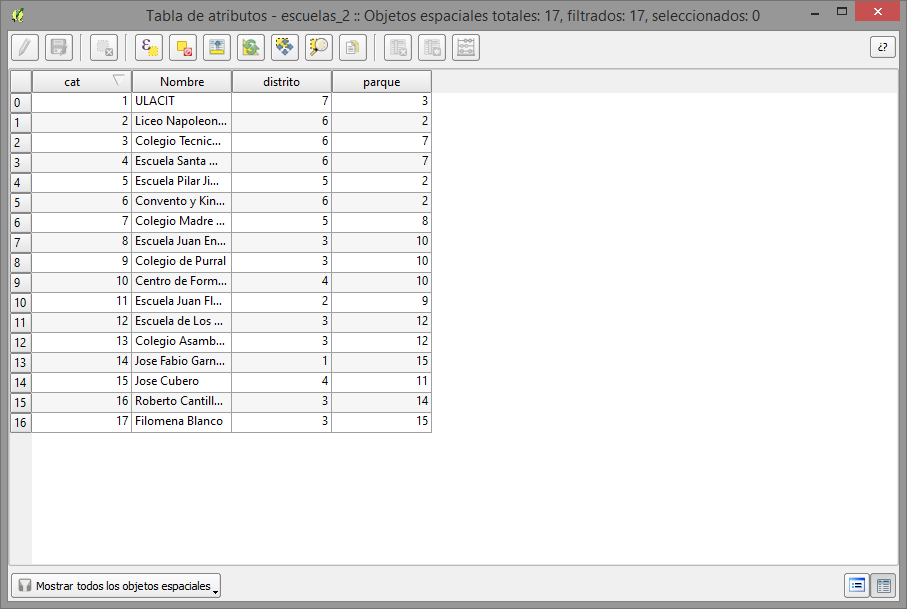 Tabla de atributos - escuelas_2 :: Objetos espaciales totales: 17, filtrados: 17, seleccionados: 0
¿?
cat Nombre distrito parque
0 1 ULACIT 7 3
1 2 Liceo Napoleon... 6 2
2 3 Colegio Tecnic... 6 7
3 4 Escuela Santa ... 6 7
4 5 Escuela Pilar Ji... 5 2
5 6 Convento y Kin... 6 2
6 7 Colegio Madre ... 5 8
7 8 Escuela Juan En... 3 10
8 9 Colegio de Purral 3 10
9 10 Centro de Form... 4 10
10 11 Escuela Juan Fl... 2 9
11 12 Escuela de Los ... 3 12
12 13 Colegio Asamb... 3 12
13 14 Jose Fabio Garn... 1 15
14 15 Jose Cubero 4 11
15 16 Roberto Cantill... 3 14
16 17 Filomena Blanco 3 15
Mostrar todos los objetos espaciales